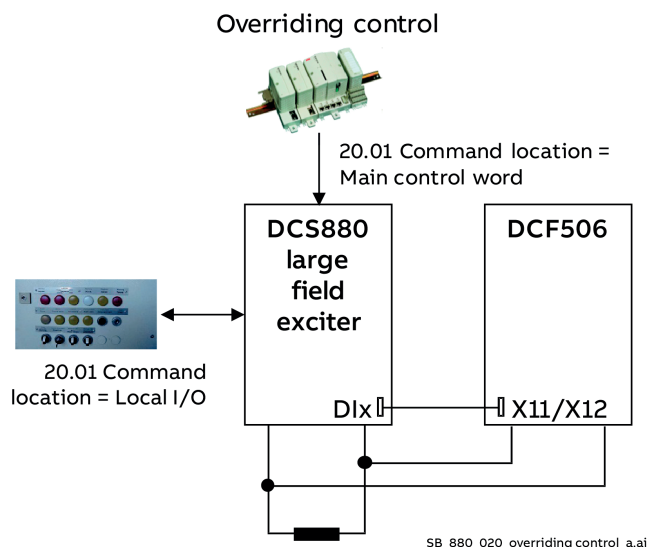 Overriding control
20.01 Command location =
Main control word
DCS880
large
field
exciter
DCF506
20.01 Command
location = Local I/O
DIx
X11/X12
SB_880_020_overriding control_a.ai